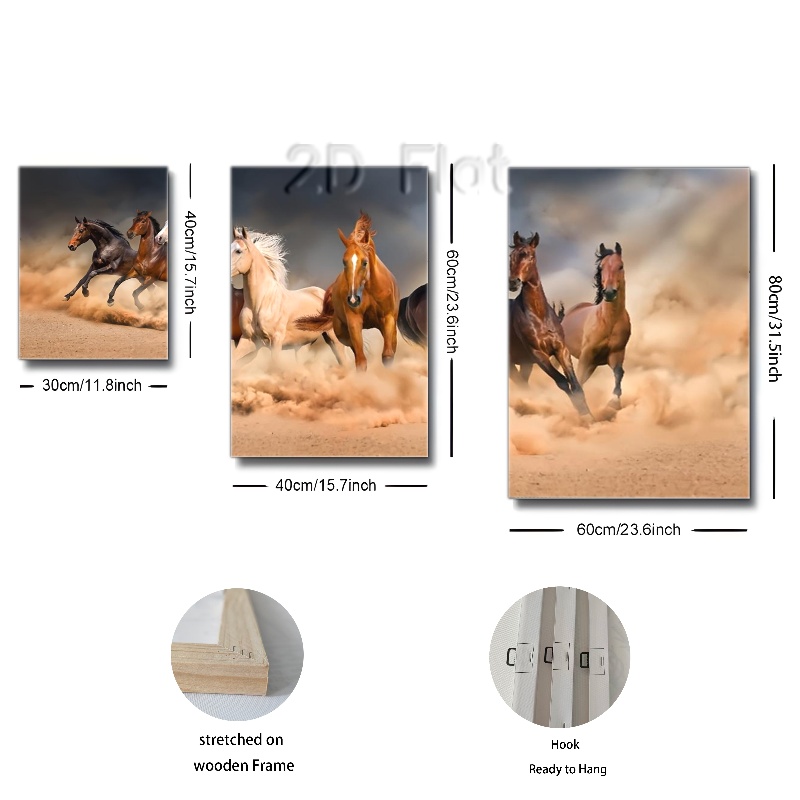 2D Flat
40cm/15.7inch
60cm/23.6inch
80cm/31.5inch
30cm/11.8inch
40cm/15.7inch
60cm/23.6inch
stretched on
wooden Frame
Hook
Ready to Hang